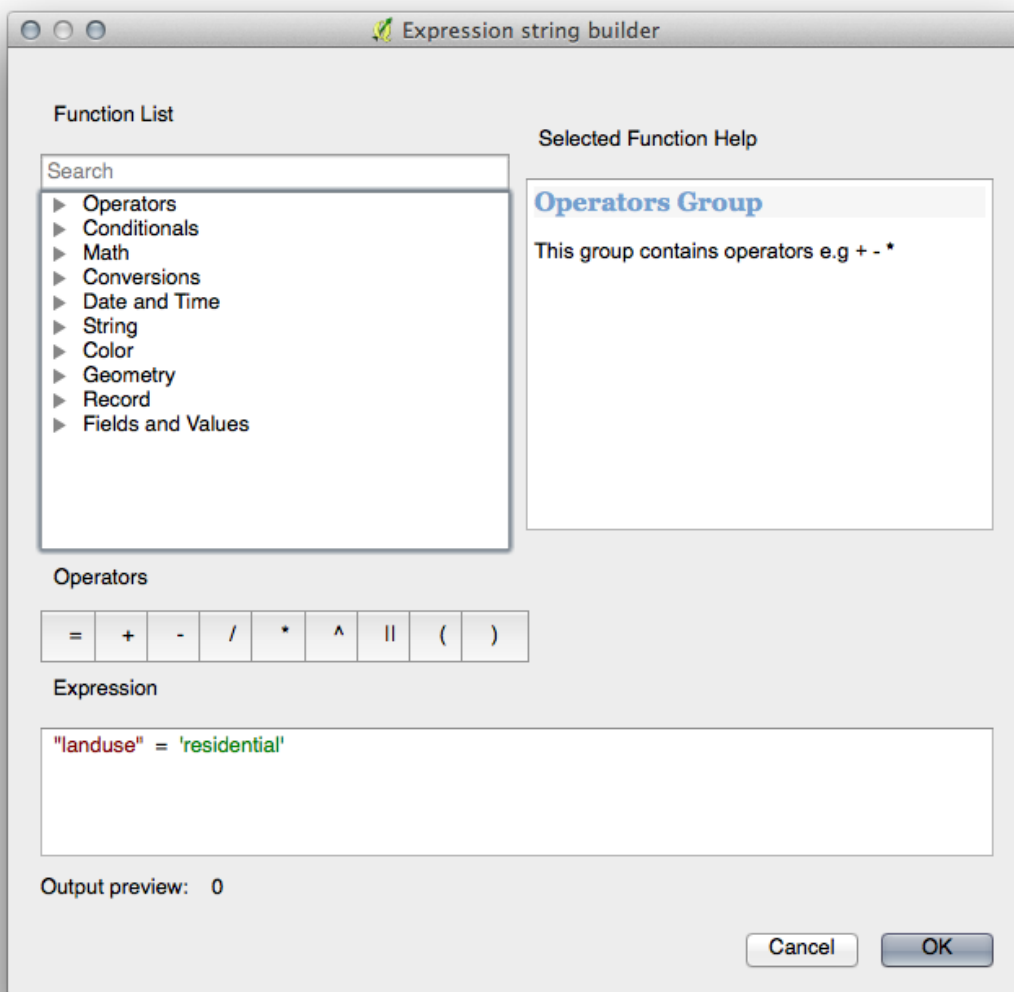 Expression string builder
Function List
Selected Function Help
Search
Operators
Conditionals
Math
Conversions
Date and Time
String
Color
Geometry
Record
Fields and Values
Operators Group
This group contains operators e.g + - *
Operators
= + - / * ^ || ( )
Expression
"landuse" = 'residential'
Output preview: 0
Cancel OK